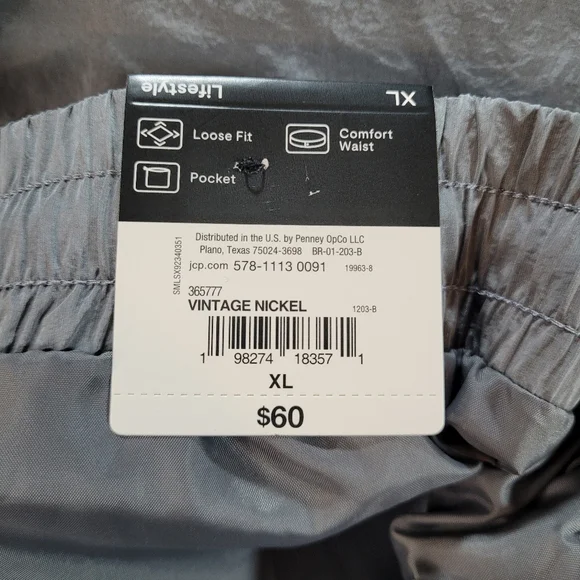 Lifestyle XL
Loose Fit
Comfort
Waist
Pocket
Distributed in the U.S. by Penney OpCo LLC
Plano, Texas 75024-3698 BR-01-203-B
jcp.com 578-1113 0091 19963-8
SMLSX92340351
365777
VINTAGE NICKEL 1203-B
1 98274 18357 1
XL
$60